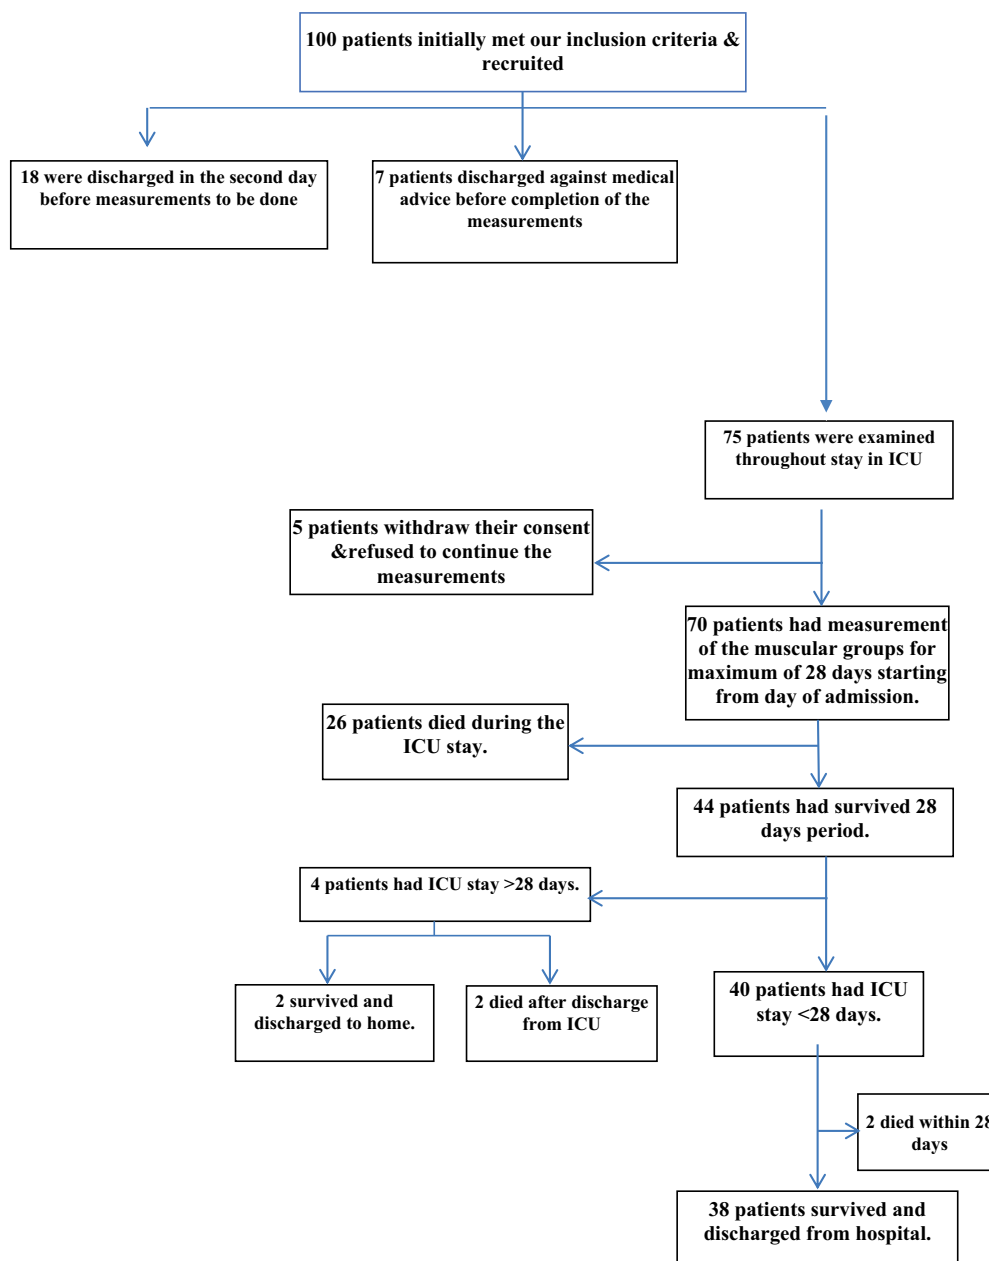 100 patients initially met our inclusion criteria &
recruited
18 were discharged in the second day
before measurements to be done
7 patients discharged against medical
advice before completion of the
measurements
75 patients were examined
throughout stay in ICU
5 patients withdraw their consent
&refused to continue the
measurements
70 patients had measurement
of the muscular groups for
maximum of 28 days starting
from day of admission.
26 patients died during the
ICU stay.
44 patients had survived 28
days period.
4 patients had ICU stay >28 days.
2 survived and
discharged to home.
2 died after discharge
from ICU
40 patients had ICU
stay <28 days.
2 died within 28
days
38 patients survived and
discharged from hospital.